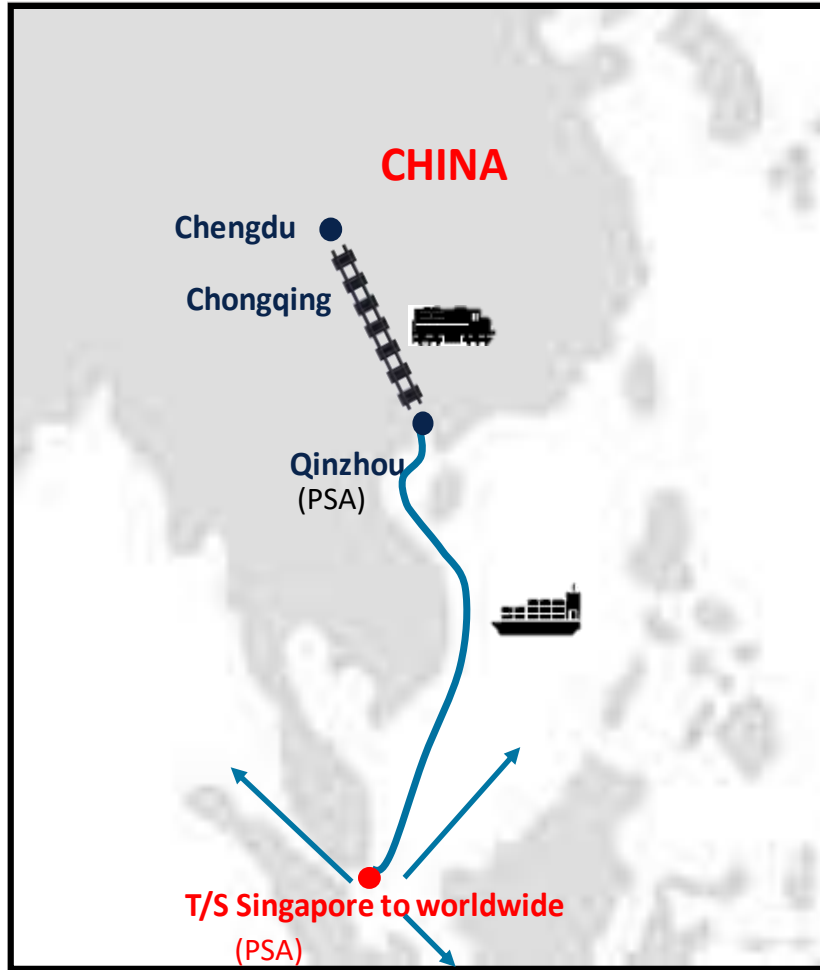 CHINA
Chengdu
Chongqing
Qinzhou
(PSA)
T/S Singapore to worldwide
(PSA)